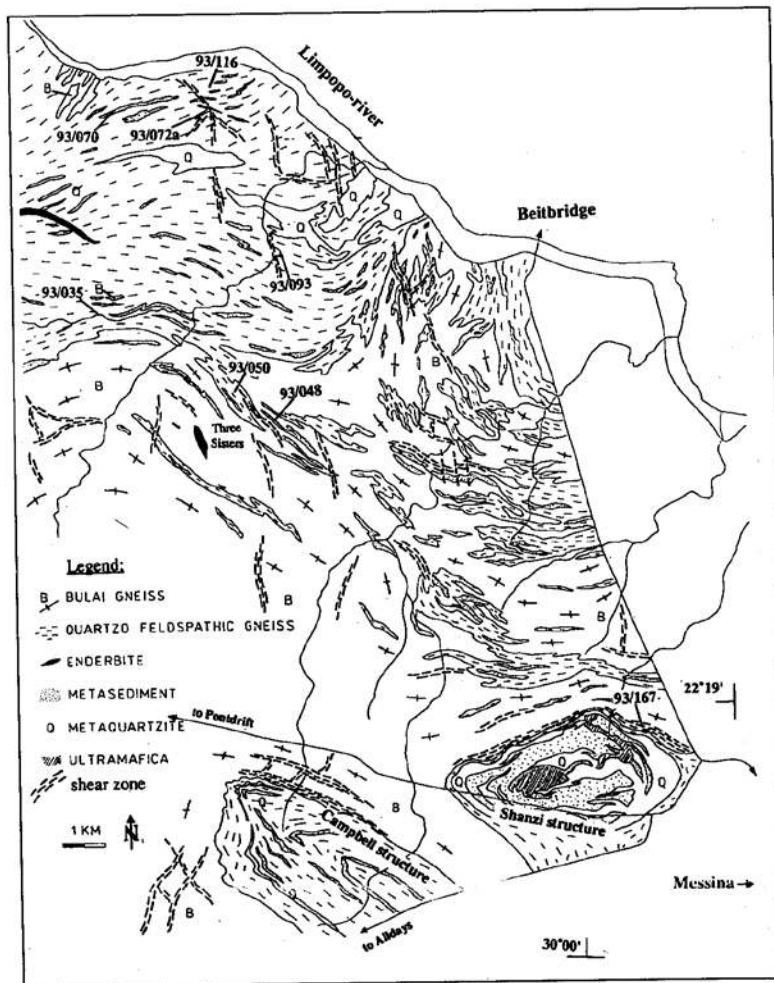 93/116
Limpopo-river
B
93/070
93/072a
Q
Beitbridge
Q
Q
Q
Q
93/093
B
93/035
B
B
93/050
93/048
Three
Sisters
Legend:
B BULAI GNEISS
QUARTZO FELDSPATHIC GNEISS
ENDERBITE
METASEDIMENT
Q METAQUARTZITE
ULTRAMAFICA
shear zone
B
B
93/167
22°19'
to Pontdrift
Q
Q
Q
Q
B
Shanzi structure
Campbell structure
Q
1 KM
N
B
Messina
to Alldays
30°00'